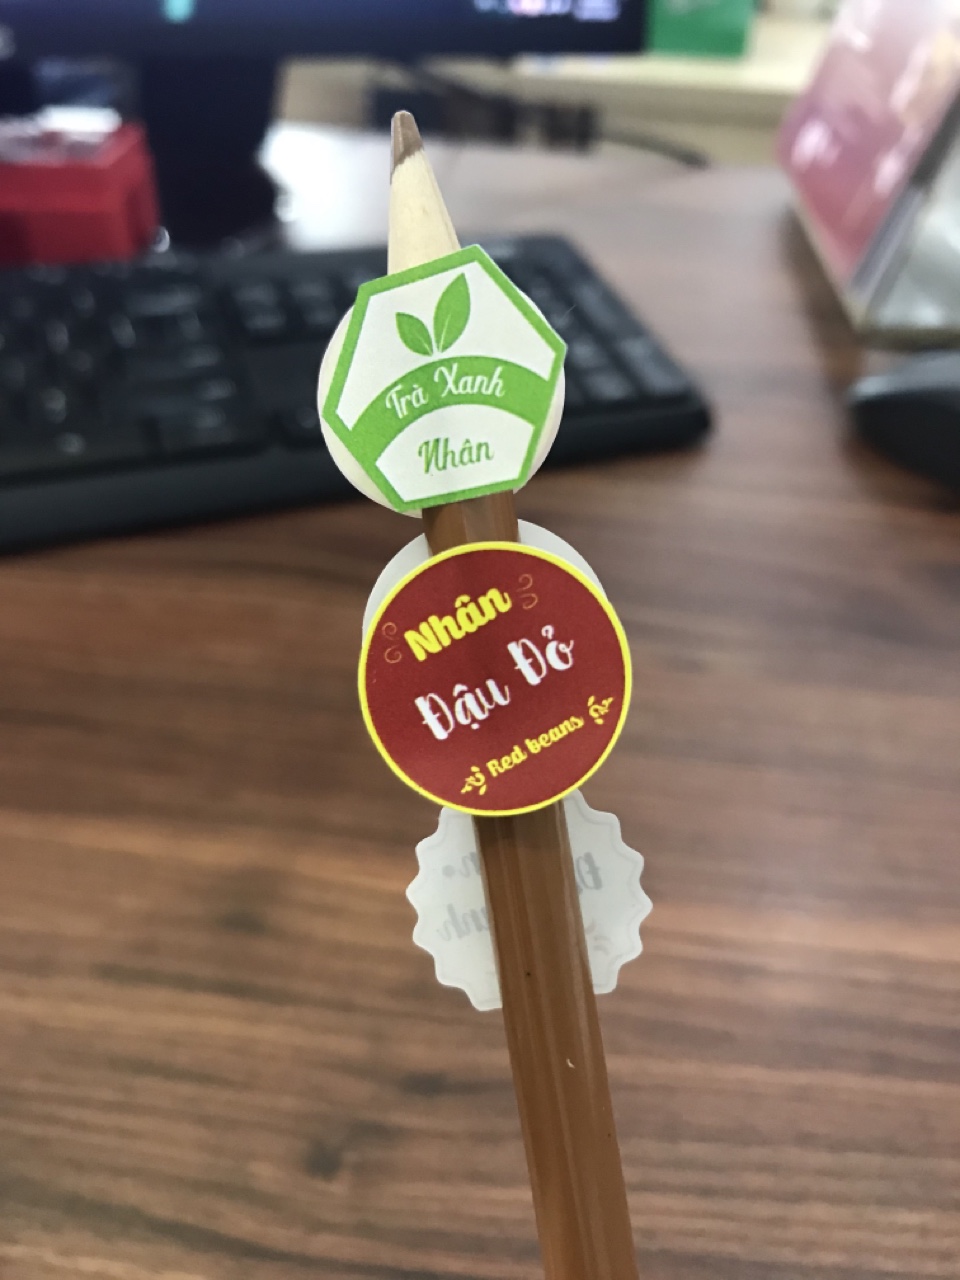 Trà Xanh
Nhân
Nhân
Đậu Đỏ
Red beans